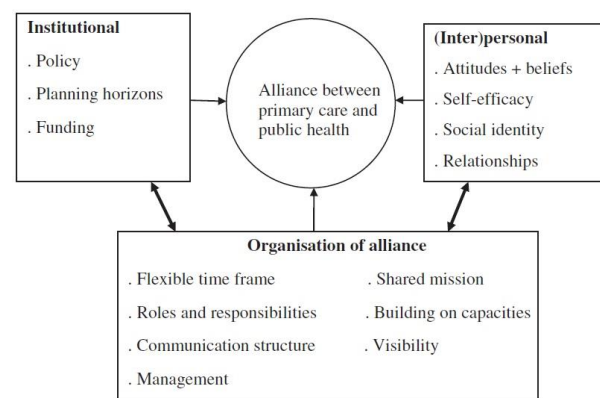 Institutional
. Policy
. Planning horizons
. Funding
Alliance between
primary care and
public health
(Inter)personal
. Attitudes + beliefs
. Self-efficacy
. Social identity
. Relationships
Organisation of alliance
. Flexible time frame
. Roles and responsibilities
. Communication structure
. Management
. Shared mission
. Building on capacities
. Visibility